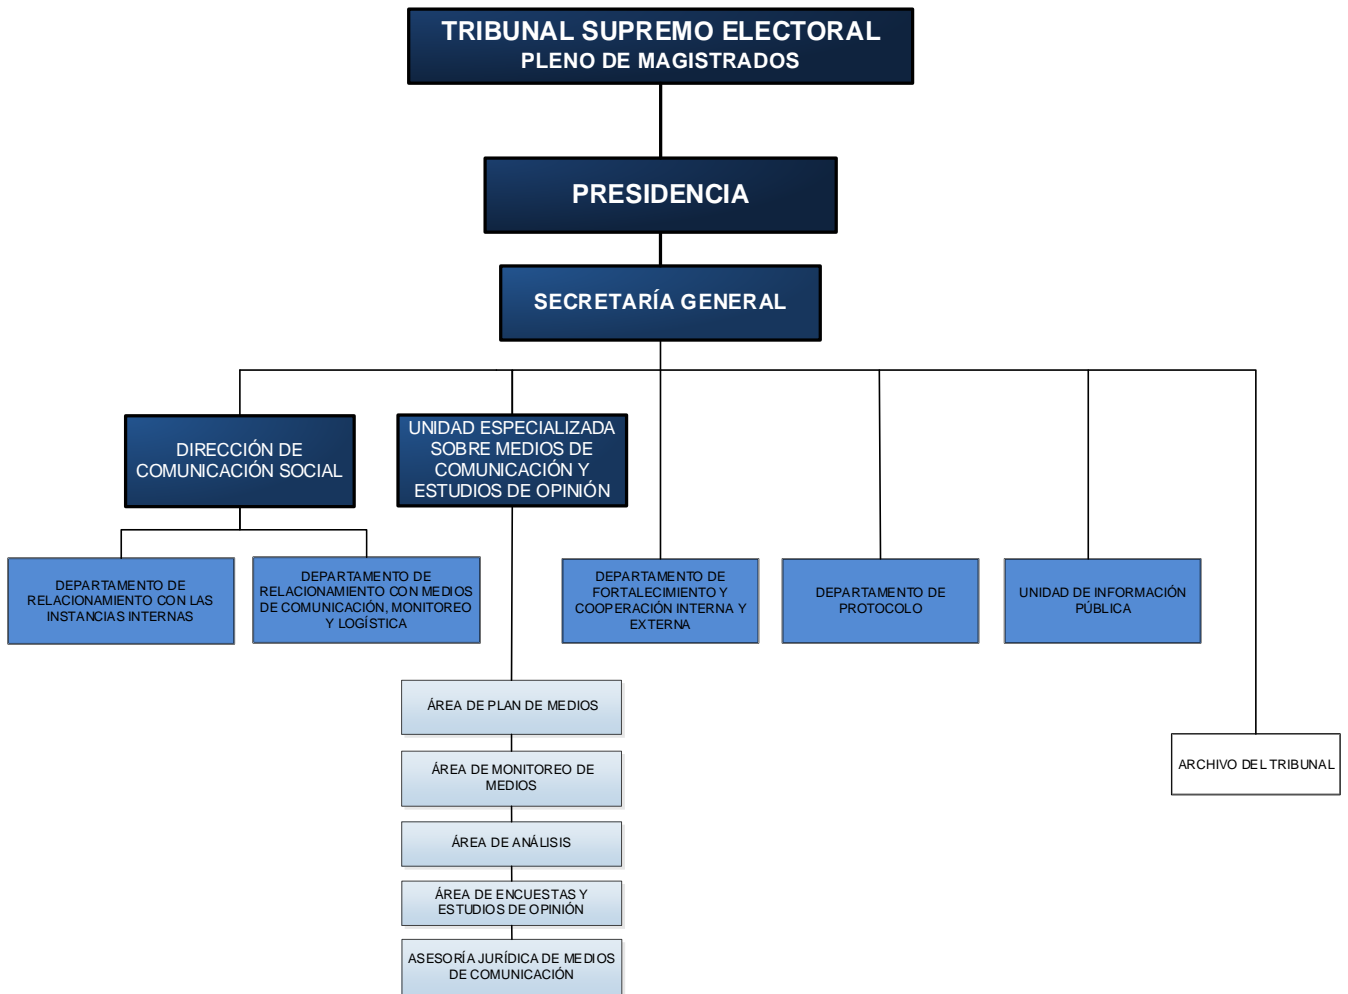 TRIBUNAL SUPREMO ELECTORAL
PLENO DE MAGISTRADOS
PRESIDENCIA
SECRETARÍA GENERAL
DIRECCIÓN DE
COMUNICACIÓN SOCIAL
UNIDAD ESPECIALIZADA
SOBRE MEDIOS DE
COMUNICACIÓN Y
ESTUDIOS DE OPINIÓN
DEPARTAMENTO DE
RELACIONAMIENTO CON LAS
INSTANCIAS INTERNAS
DEPARTAMENTO DE
RELACIONAMIENTO CON MEDIOS
DE COMUNICACIÓN, MONITOREO
Y LOGÍSTICA
DEPARTAMENTO DE
FORTALECIMIENTO Y
COOPERACIÓN INTERNA Y
EXTERNA
DEPARTAMENTO DE
PROTOCOLO
UNIDAD DE INFORMACIÓN
PÚBLICA
ÁREA DE PLAN DE MEDIOS
ÁREA DE MONITOREO DE
MEDIOS
ÁREA DE ANÁLISIS
ÁREA DE ENCUESTAS Y
ESTUDIOS DE OPINIÓN
ASESORÍA JURÍDICA DE MEDIOS
DE COMUNICACIÓN
ARCHIVO DEL TRIBUNAL